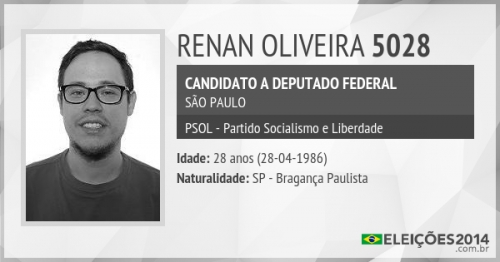 RENAN OLIVEIRA 5028
CANDIDATO A DEPUTADO FEDERAL
SÃO PAULO
PSOL - Partido Socialismo e Liberdade
Idade: 28 anos (28-04-1986)
Naturalidade: SP - Bragança Paulista
ELEIÇÕES2014
.com.br